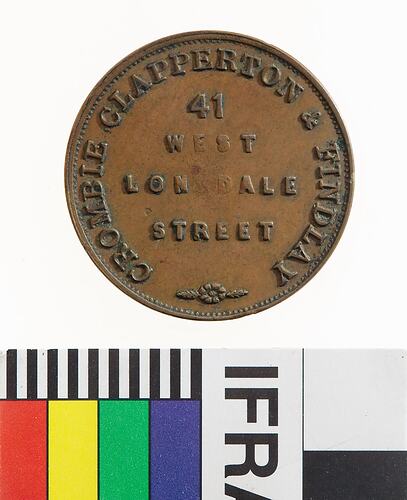 CROMBIE CLAPPERTON & FINDLAY
41
WEST
LONSDALE
STREET
IFRA